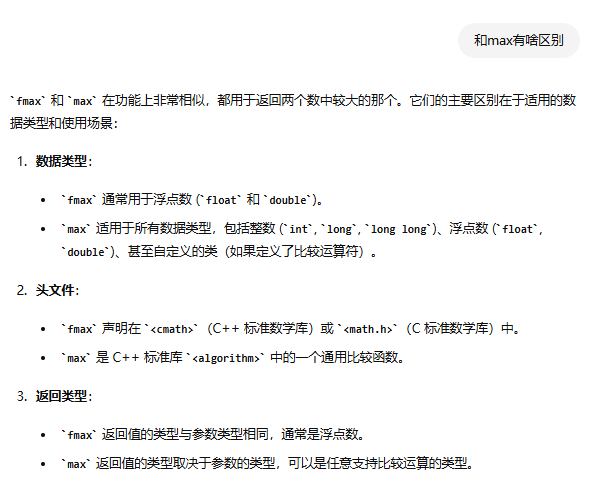 和max有啥区别
`fmax` 和 `max` 在功能上非常相似，都用于返回两个数中较大的那个。它们的主要区别在于适用的数
据类型和使用场景：
1. 数据类型：
• `fmax` 通常用于浮点数 (`float` 和 `double`)。
• `max` 适用于所有数据类型，包括整数 (`int`, `long`, `long long`)、浮点数 (`float`,
`double`)、甚至自定义的类（如果定义了比较运算符）。
2. 头文件：
• `fmax` 声明在 `<cmath>`（C++ 标准数学库）或 `<math.h>`（C 标准数学库）中。
• `max` 是 C++ 标准库 `<algorithm>` 中的一个通用比较函数。
3. 返回类型：
• `fmax` 返回值的类型与参数类型相同，通常是浮点数。
• `max` 返回值的类型取决于参数的类型，可以是任意支持比较运算的类型。